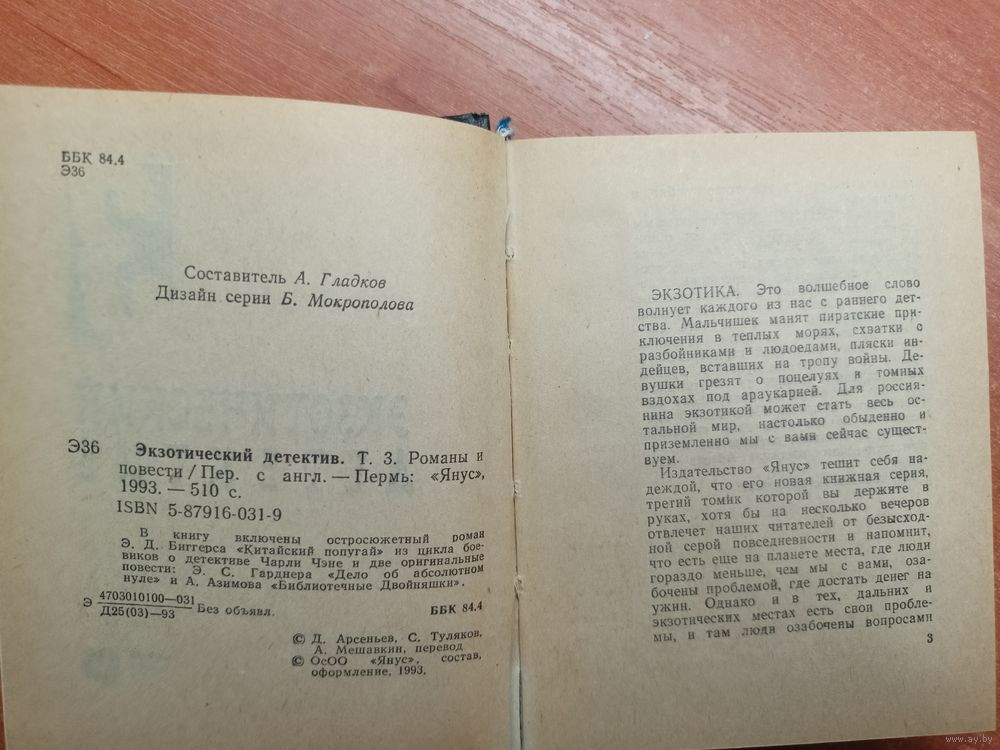 ББК 84.4
Э36
Составитель А. Гладков
Дизайн серии Б. Мокрополова
Э36 Экзотический детектив. Т. 3. Романы и
повести / Пер. с англ. — Пермь: «Янус»,
1993. — 510 с.
ISBN 5-87916-031-9
В книгу включены остросюжетный роман
Э. Д. Биггерса «Китайский попугай» из цикла бое-
виков о детективе Чарли Чэне и две оригинальные
повести: Э. С. Гарднера «Дело об абсолютном
нуле» и А. Азимова «Библиотечные Двойняшки».
Э 4703010100—031
Д25(03)—93 Без объявл.
ББК 84.4
© Д. Арсеньев, С. Туляков,
А. Мешавкин, перевод
© ОсОО «Янус», состав,
оформление, 1993.
ЭКЗОТИКА. Это волшебное слово
волнует каждого из нас с раннего дет-
ства. Мальчишек манят пиратские при-
ключения в теплых морях, схватки с
разбойниками и людоедами, пляски ин-
дейцев, вставших на тропу войны. Де-
вушки грезят о поцелуях и томных
вздохах под араукарией. Для россия-
нина экзотикой может стать весь ос-
тальной мир, настолько обыденно и
приземленно мы с вами сейчас сущест-
вуем.
Издательство «Янус» тешит себя на-
деждой, что его новая книжная серия,
третий томик которой вы держите в
руках, хотя бы на несколько вечеров
отвлечет наших читателей от безысход-
ной серой повседневности и напомнит,
что есть еще на планете места, где люди
гораздо меньше, чем мы с вами, оза-
бочены проблемой, где достать денег на
ужин. Однако и в тех, дальних и
экзотических местах есть свои пробле-
мы, и там люди озабочены вопросами
3
www.ay.by